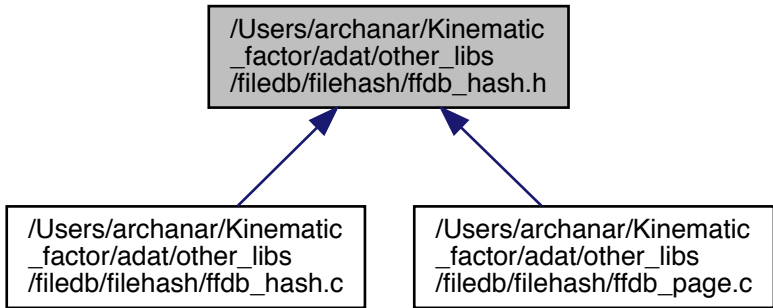 /Users/archanar/Kinematic
_factor/adat/other_libs
/filedb/filehash/ffdb_hash.h
/Users/archanar/Kinematic
_factor/adat/other_libs
/filedb/filehash/ffdb_hash.c
/Users/archanar/Kinematic
_factor/adat/other_libs
/filedb/filehash/ffdb_page.c